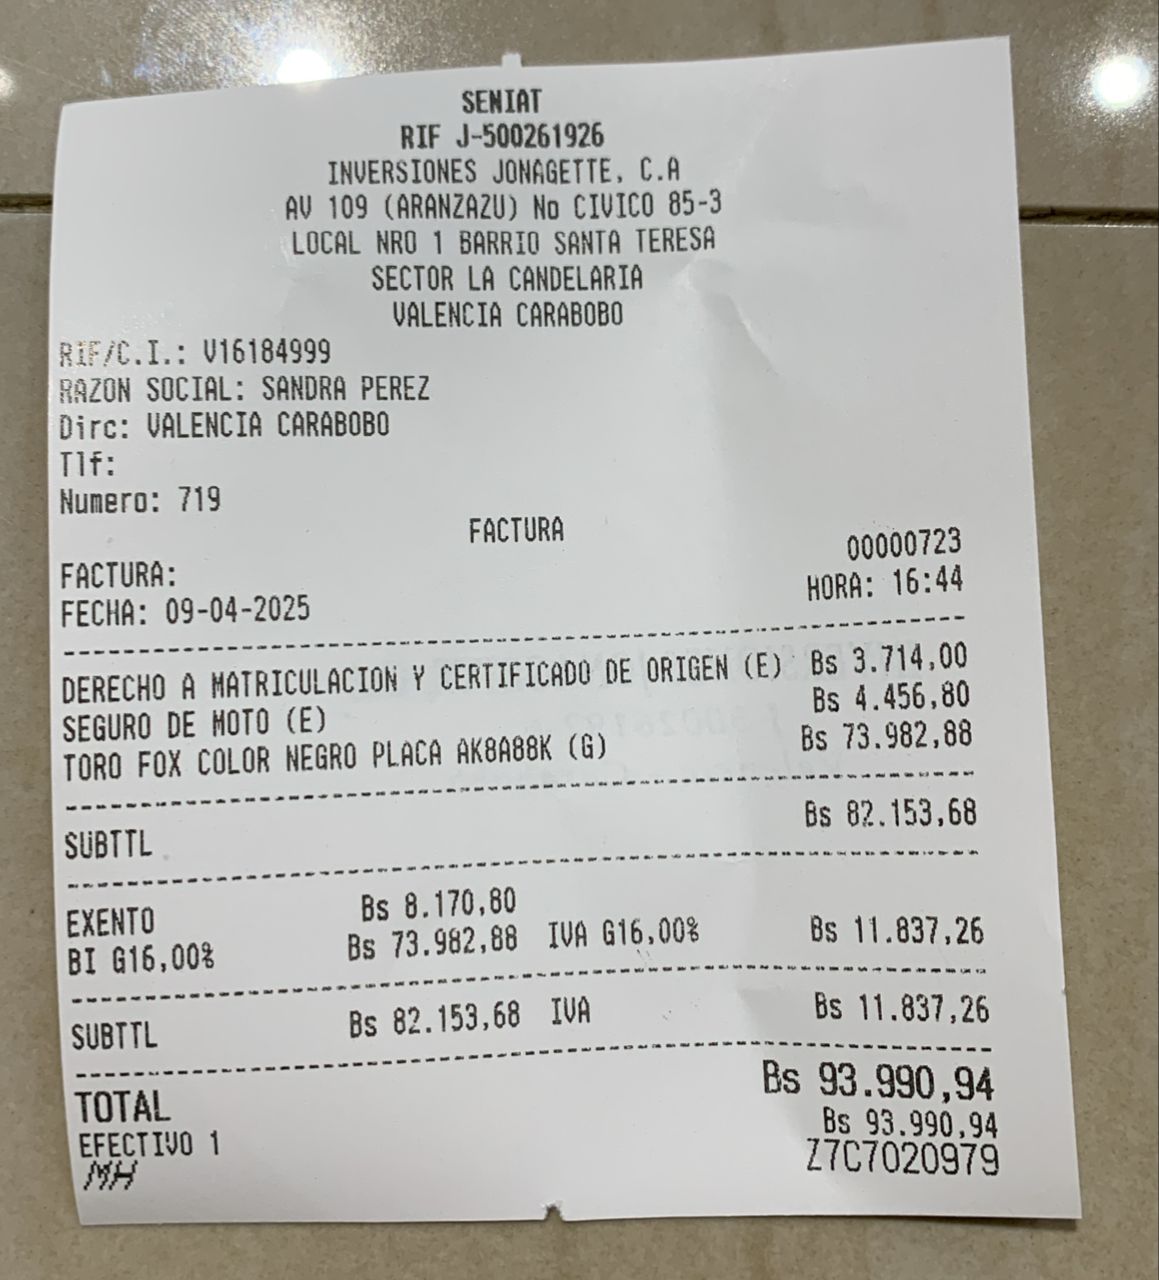 SENIAT
RIF J-500261926
INVERSIONES JONAGETTE, C.A
AV 109 (ARANZAZU) No CIVICO 85-3
LOCAL NRO 1 BARRIO SANTA TERESA
SECTOR LA CANDELARIA
VALENCIA CARABOBO
RIF/C.I.: V16184999
RAZON SOCIAL: SANDRA PEREZ
Dirc: VALENCIA CARABOBO
Tlf:
Numero: 719
FACTURA
FACTURA: 00000723
FECHA: 09-04-2025 HORA: 16:44
DERECHO A MATRICULACION Y CERTIFICADO DE ORIGEN (E) Bs 3.714,00
SEGURO DE MOTO (E) Bs 4.456,80
TORO FOX COLOR NEGRO PLACA AK8A88K (G) Bs 73.982,88
SUBTTL Bs 82.153,68
EXENTO Bs 8.170,80
BI G16,00% Bs 73.982,88 IVA G16,00% Bs 11.837,26
SUBTTL Bs 82.153,68 IVA Bs 11.837,26
TOTAL Bs 93.990,94
EFECTIVO 1 Bs 93.990,94
MH Z7C7020979